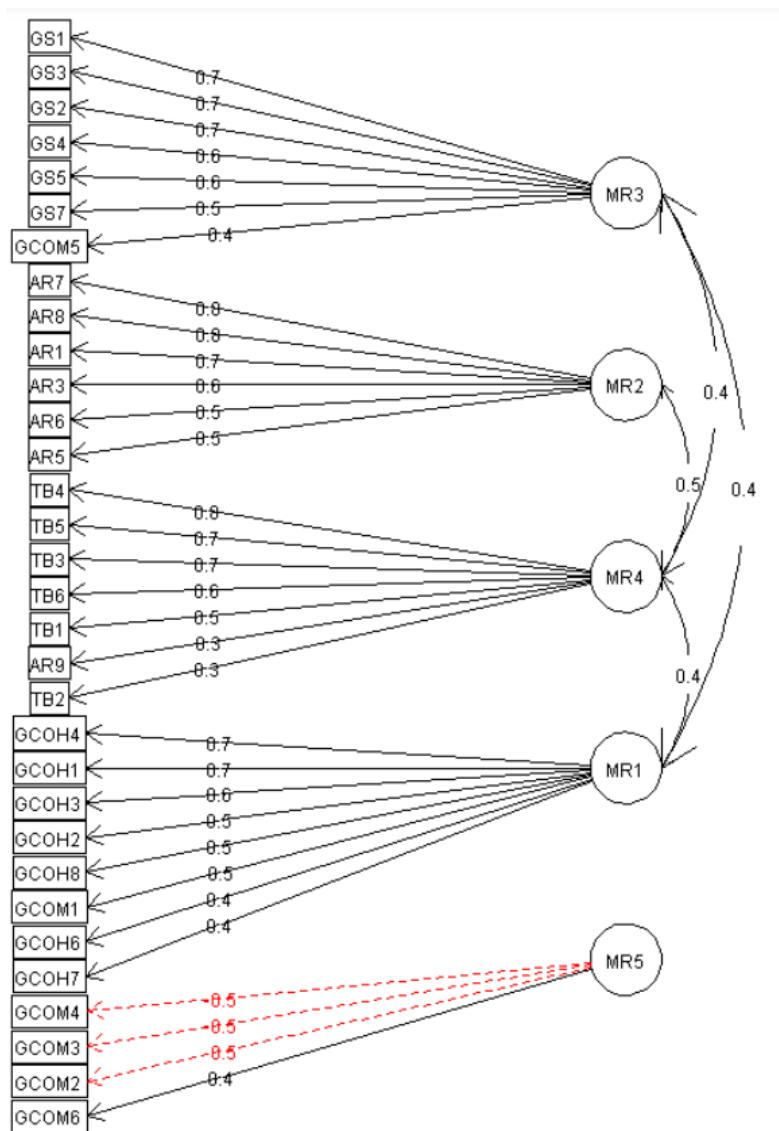 GS1
GS3
0.7
GS2
0.7
GS4
0.7
GS5
0.6
GS7
0.6
0.5
GCOM5
0.4
MR3
AR7
AR8
0.8
AR1
0.7
AR3
0.6
AR6
0.5
AR5
0.5
MR2
0.4
0.5
0.4
TB4
TB5
0.8
TB3
0.7
TB6
0.7
0.6
TB1
0.5
AR9
0.3
TB2
0.3
MR4
0.4
GCOH4
0.7
GCOH1
0.7
GCOH3
0.6
GCOH2
0.5
GCOH8
0.5
GCOM1
0.5
GCOH6
0.4
GCOH7
0.4
MR1
MR5
GCOM4
-0.5
GCOM3
-0.5
GCOM2
-0.5
0.4
GCOM6